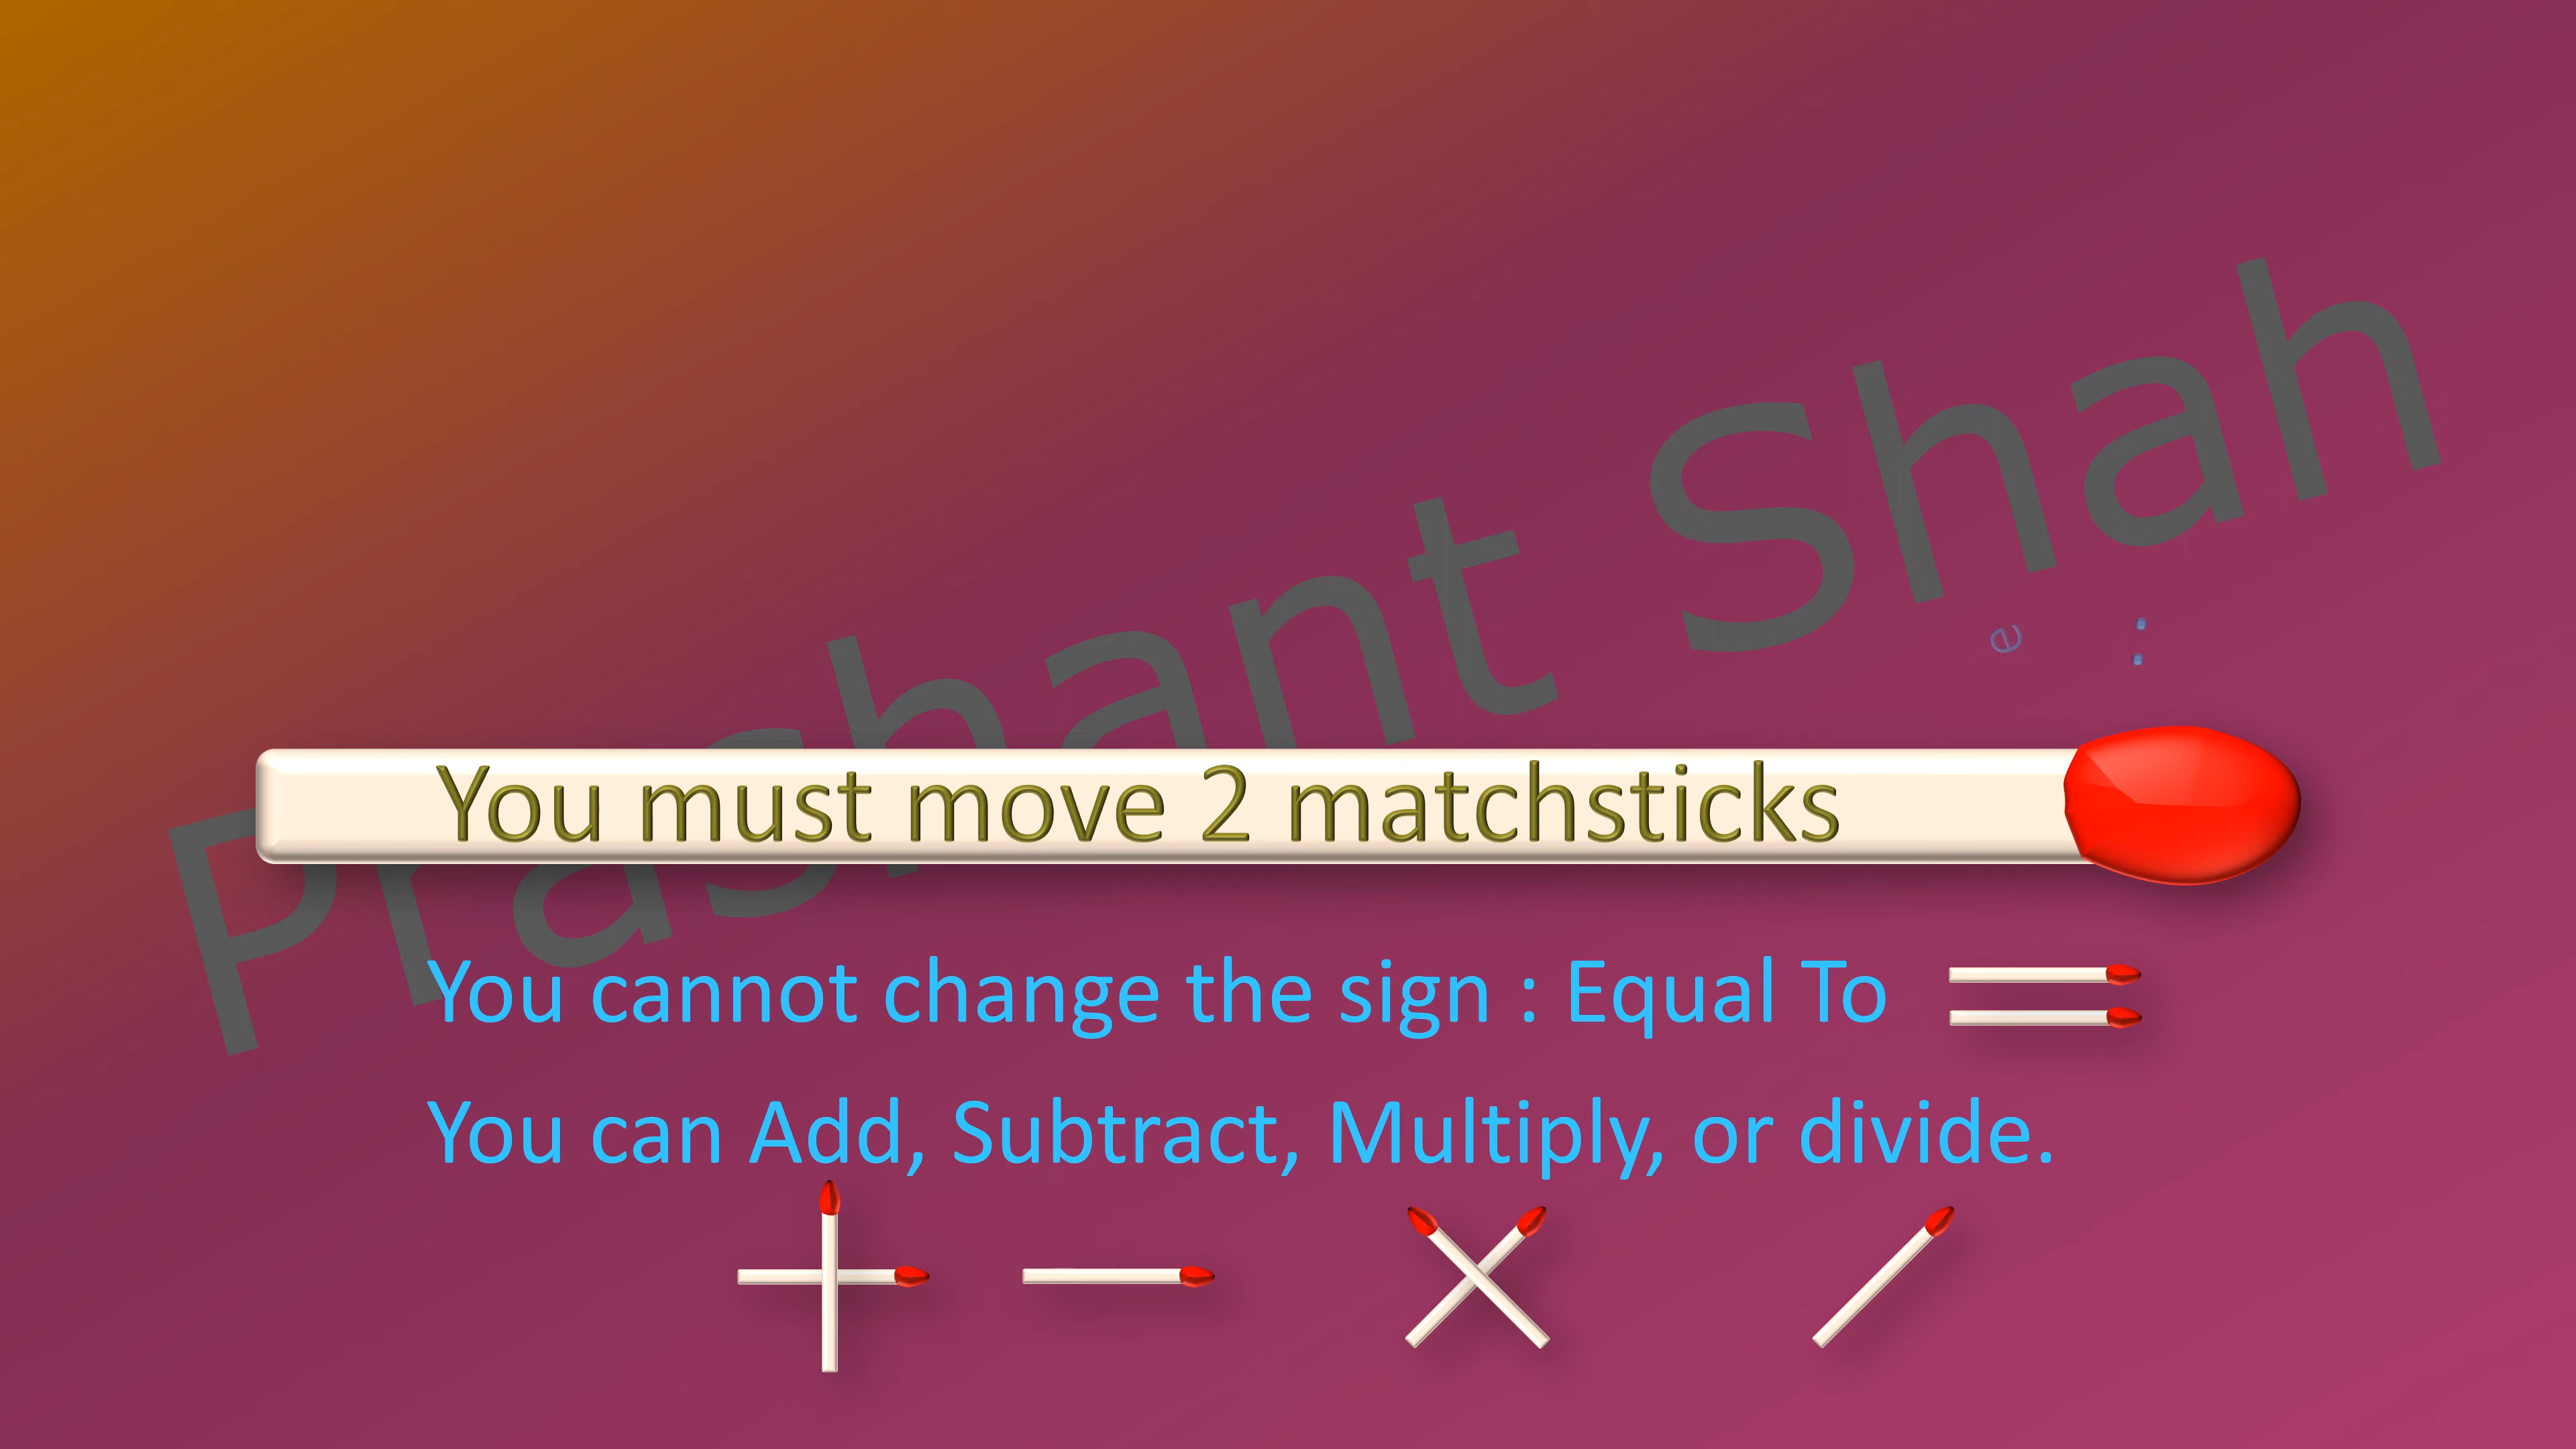 Prashant Shah
e :
You must move 2 matchsticks
You cannot change the sign : Equal To =
You can Add, Subtract, Multiply, or divide.
+ − × /